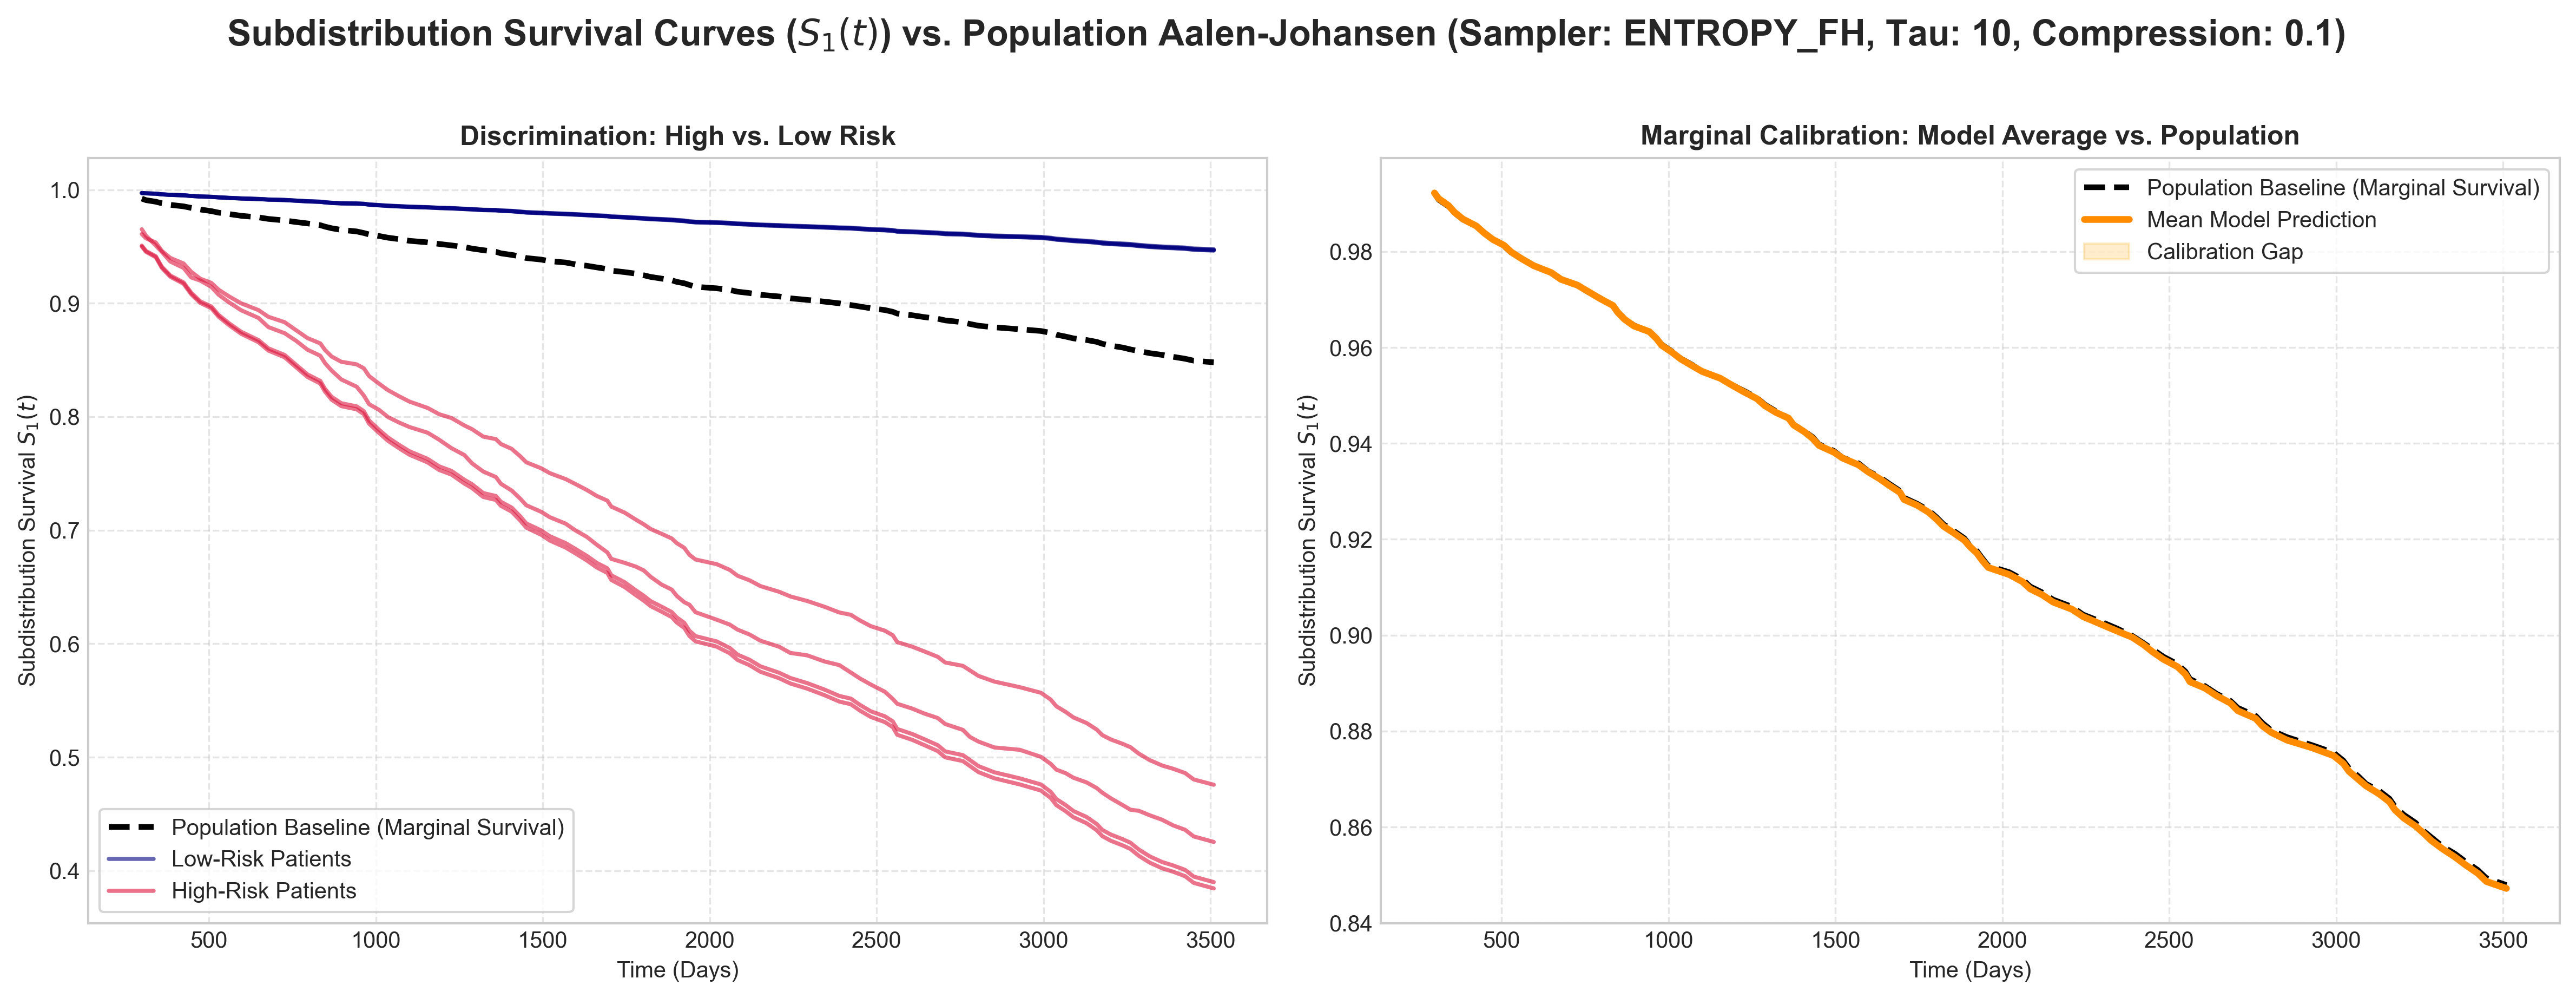 Subdistribution Survival Curves (S₁(t)) vs. Population Aalen-Johansen (Sampler: ENTROPY_FH, Tau: 10, Compression: 0.1)
Discrimination: High vs. Low Risk
Subdistribution Survival S₁(t)
1.0
0.9
0.8
0.7
0.6
0.5
0.4
Population Baseline (Marginal Survival)
Low-Risk Patients
High-Risk Patients
500 1000 1500 2000 2500 3000 3500
Time (Days)
Marginal Calibration: Model Average vs. Population
Subdistribution Survival S₁(t)
Population Baseline (Marginal Survival)
Mean Model Prediction
Calibration Gap
0.98
0.96
0.94
0.92
0.90
0.88
0.86
0.84
500 1000 1500 2000 2500 3000 3500
Time (Days)